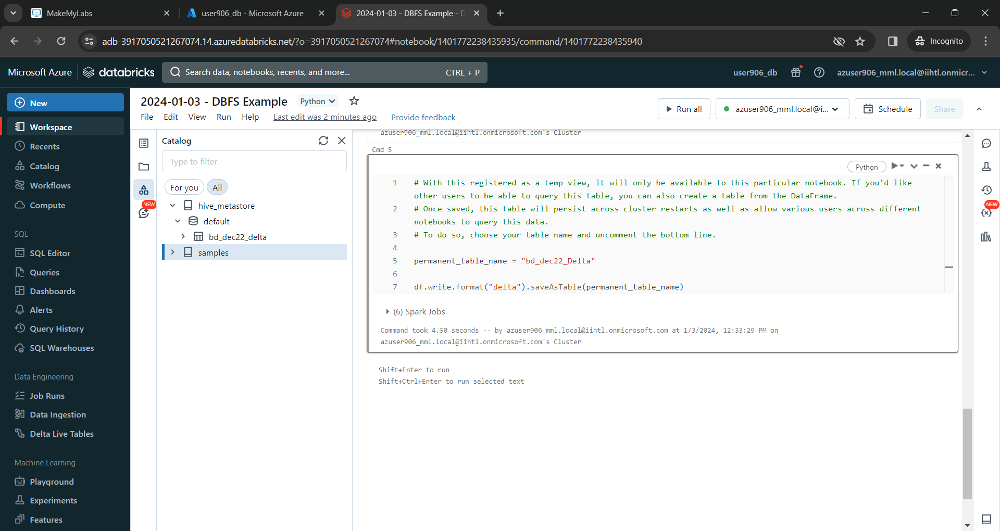 MakeMyLabs
user906_db - Microsoft Azure
2024-01-03 - DBFS Example - D
adb-3917050521267074.14.azuredatabricks.net/?o=3917050521267074#notebook/1401772238435935/command/1401772238435940
Incognito
Microsoft Azure
databricks
Search data, notebooks, recents, and more...
CTRL + P
user906_db
azuser906_mml.local@iihtl.onmicr...
New
Workspace
Recents
Catalog
Workflows
Compute
SQL
SQL Editor
Queries
Dashboards
Alerts
Query History
SQL Warehouses
Data Engineering
Job Runs
Data Ingestion
Delta Live Tables
Machine Learning
Playground
Experiments
Features
2024-01-03 - DBFS Example
Python
File Edit View Run Help Last edit was 2 minutes ago Provide feedback
Run all
azuser906_mml.local@i...
Schedule
Share
NEW
Catalog
Type to filter
For you
All
hive_metastore
default
bd_dec22_delta
samples
azuser906_mml.local@iihtl.onmicrosoft.com's Cluster
Cmd 5
Python
1 # With this registered as a temp view, it will only be available to this particular notebook. If you'd like
other users to be able to query this table, you can also create a table from the DataFrame.
2 # Once saved, this table will persist across cluster restarts as well as allow various users across different
notebooks to query this data.
3 # To do so, choose your table name and uncomment the bottom line.
4
5 permanent_table_name = "bd_dec22_Delta"
6
7 df.write.format("delta").saveAsTable(permanent_table_name)
(6) Spark Jobs
Command took 4.50 seconds -- by azuser906_mml.local@iihtl.onmicrosoft.com at 1/3/2024, 12:33:29 PM on
azuser906_mml.local@iihtl.onmicrosoft.com's Cluster
Shift+Enter to run
Shift+Ctrl+Enter to run selected text
NEW